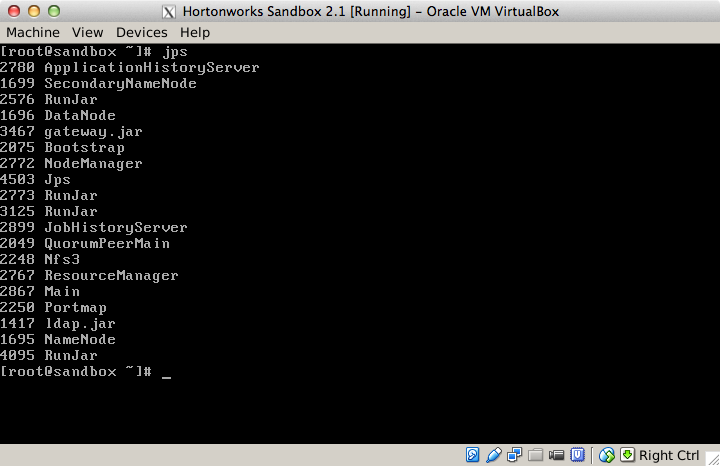 Hortonworks Sandbox 2.1 [Running] - Oracle VM VirtualBox
Machine View Devices Help
[root@sandbox ~]# jps
2780 ApplicationHistoryServer
1699 SecondaryNameNode
2576 RunJar
1696 DataNode
3467 gateway.jar
2075 Bootstrap
2772 NodeManager
4503 Jps
2773 RunJar
3125 RunJar
2899 JobHistoryServer
2049 QuorumPeerMain
2248 Nfs3
2767 ResourceManager
2867 Main
2250 Portmap
1417 ldap.jar
1695 NameNode
4095 RunJar
[root@sandbox ~]# _
Right Ctrl